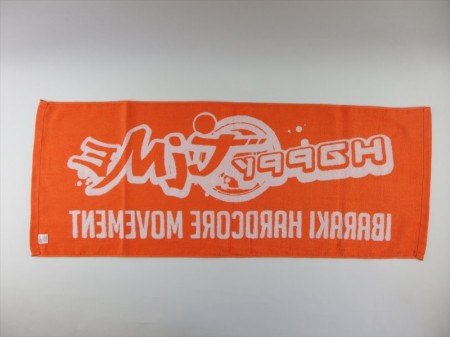 HAPPY TiME
IBARAKI HARDCORE MOVEMENT